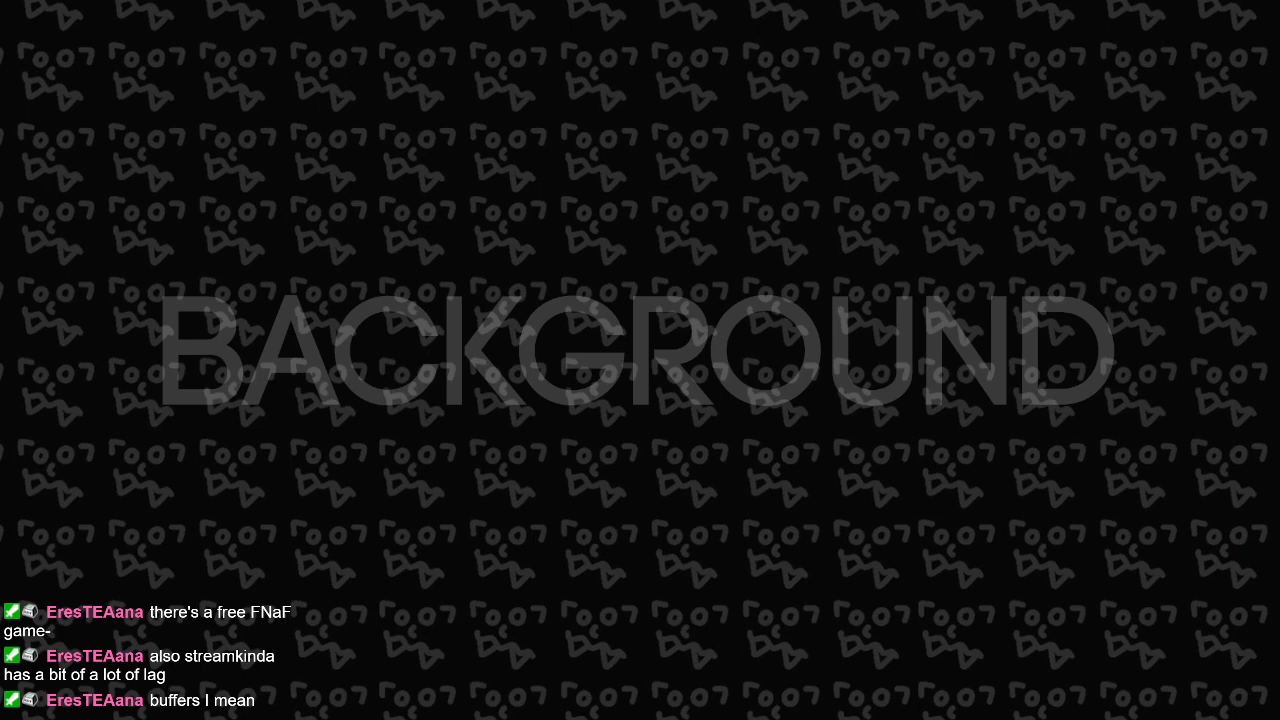 BACKGROUND
EresTEAana there's a free FNaF
game-
EresTEAana also streamkinda
has a bit of a lot of lag
EresTEAana buffers I mean